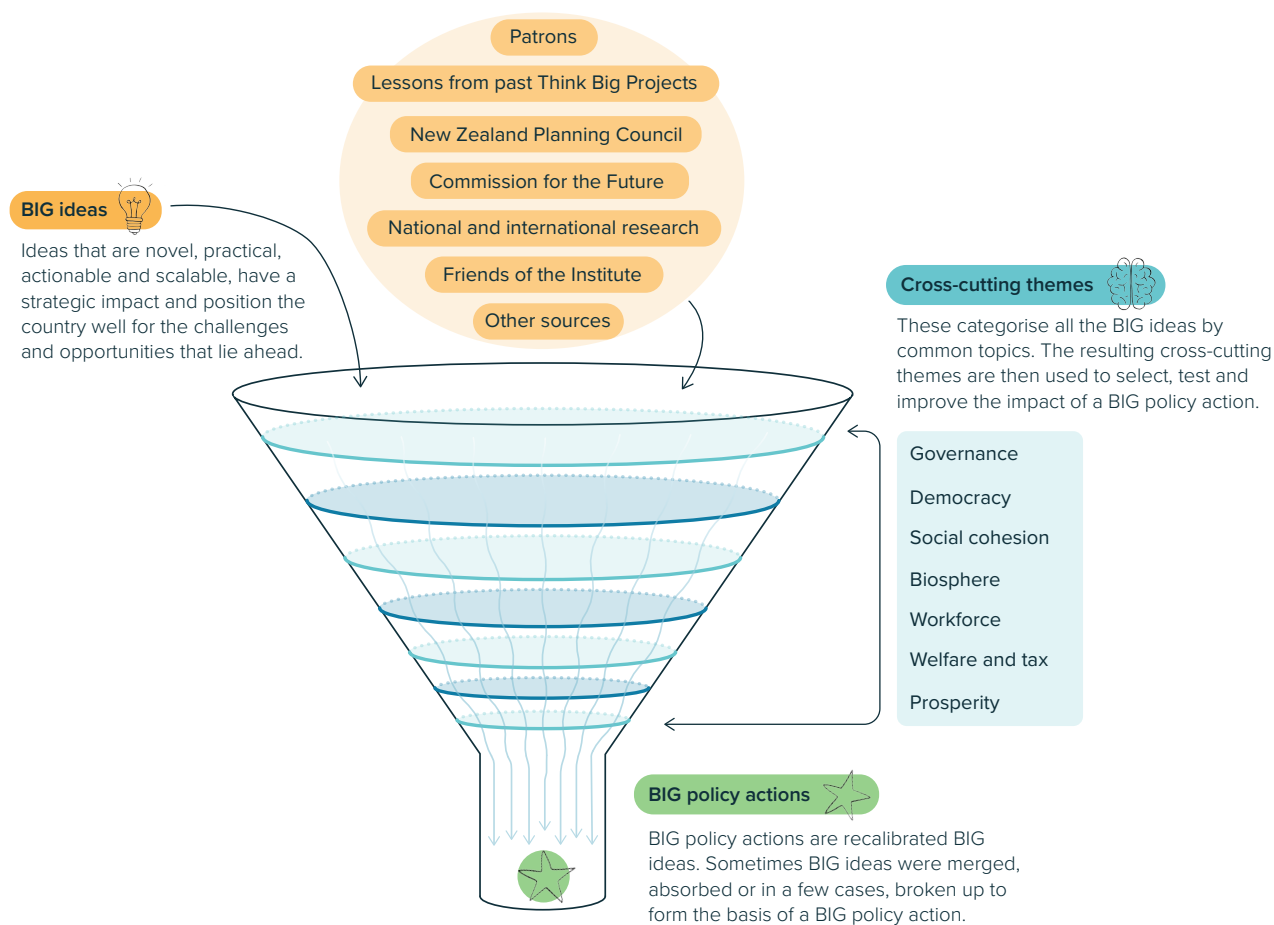 Patrons
Lessons from past Think Big Projects
New Zealand Planning Council
Commission for the Future
National and international research
Friends of the Institute
Other sources
BIG ideas
Ideas that are novel, practical,
actionable and scalable, have a
strategic impact and position the
country well for the challenges
and opportunities that lie ahead.
Cross-cutting themes
These categorise all the BIG ideas by
common topics. The resulting cross-cutting
themes are then used to select, test and
improve the impact of a BIG policy action.
Governance
Democracy
Social cohesion
Biosphere
Workforce
Welfare and tax
Prosperity
BIG policy actions
BIG policy actions are recalibrated BIG
ideas. Sometimes BIG ideas were merged,
absorbed or in a few cases, broken up to
form the basis of a BIG policy action.